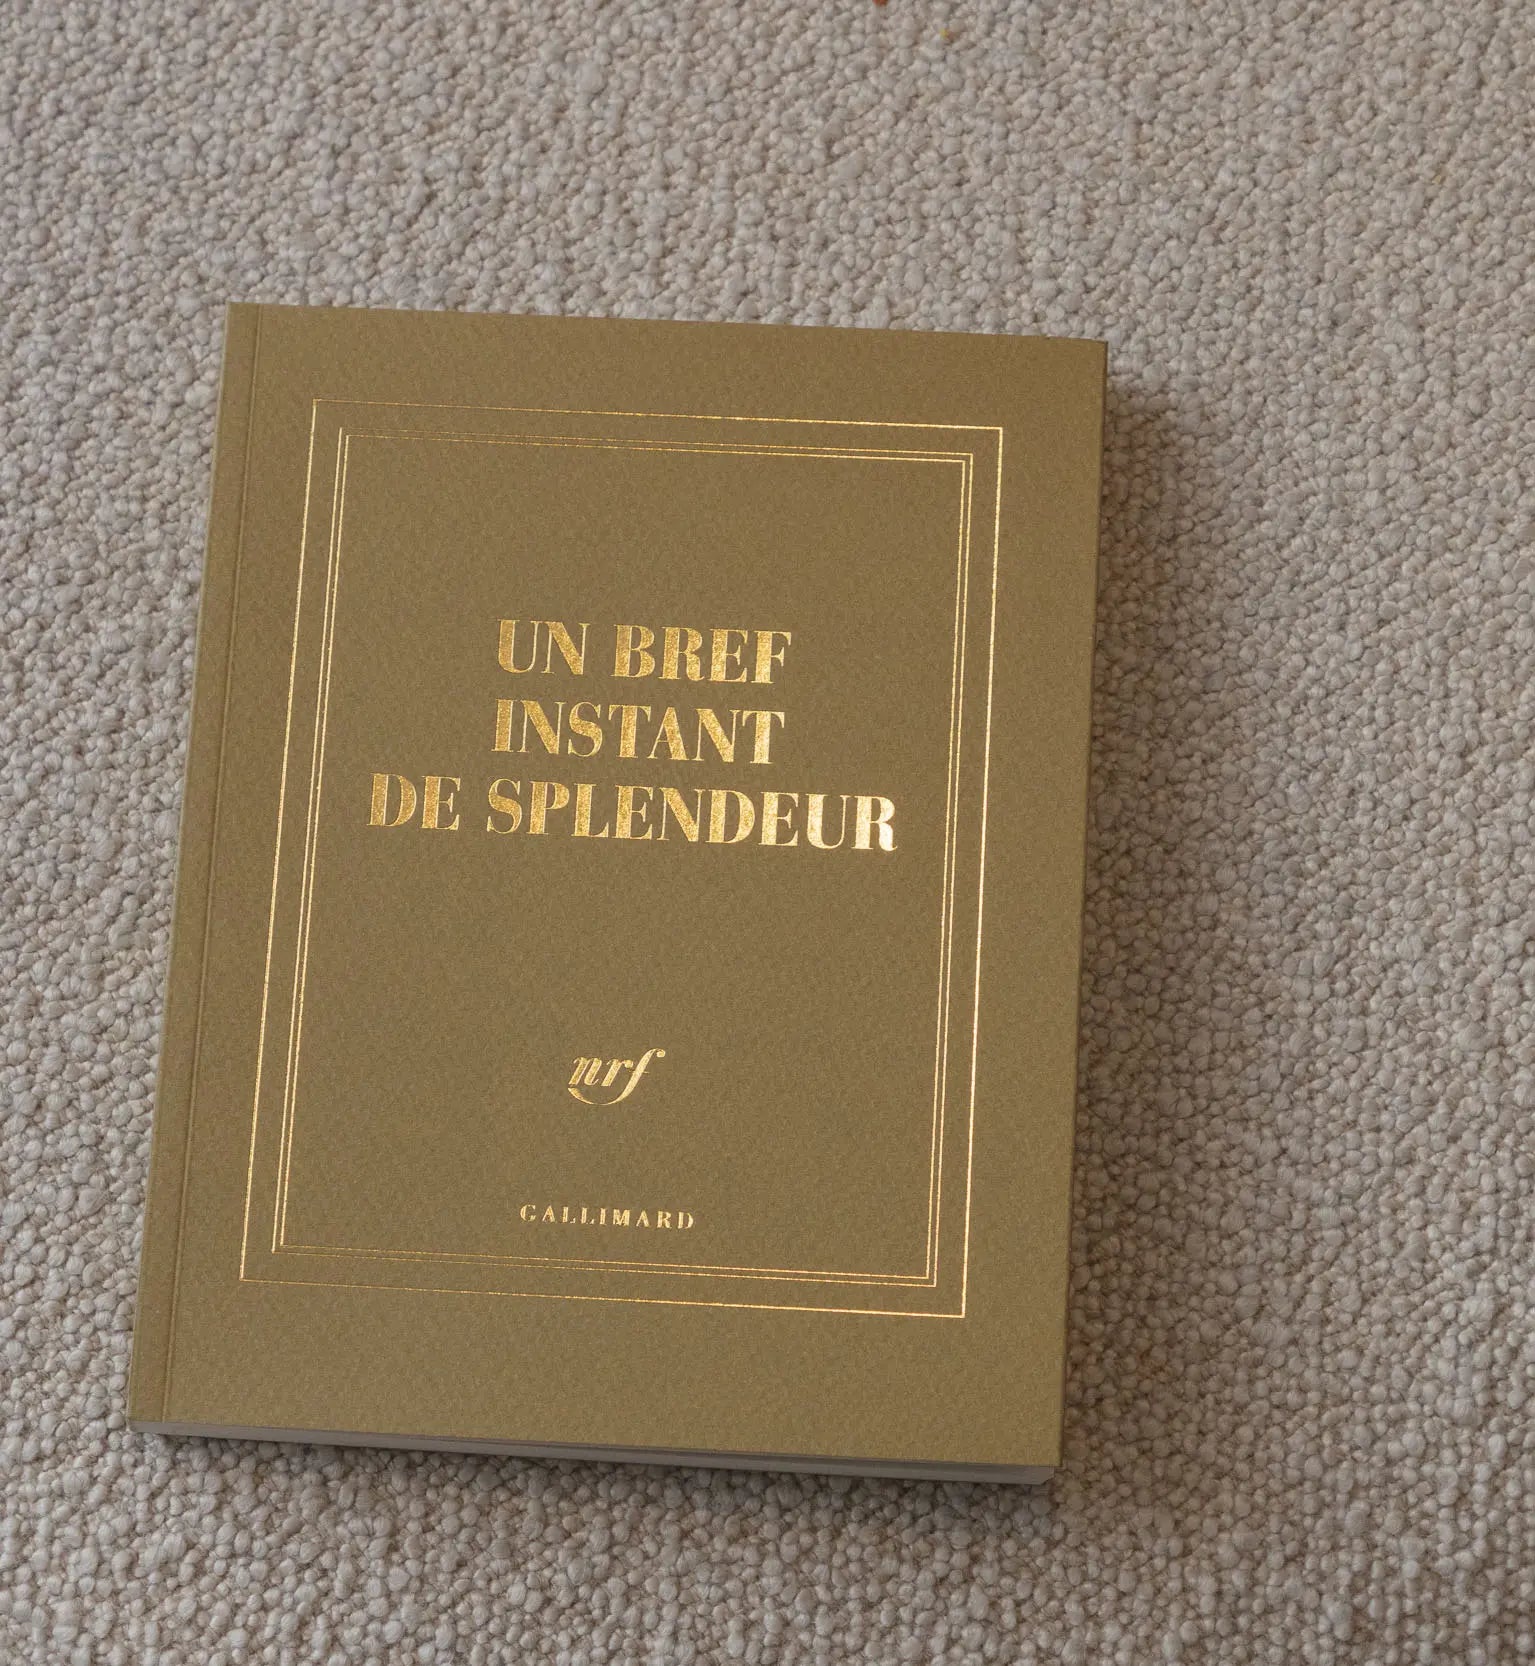 UN BREF
INSTANT
DE SPLENDEUR
nrf
GALLIMARD